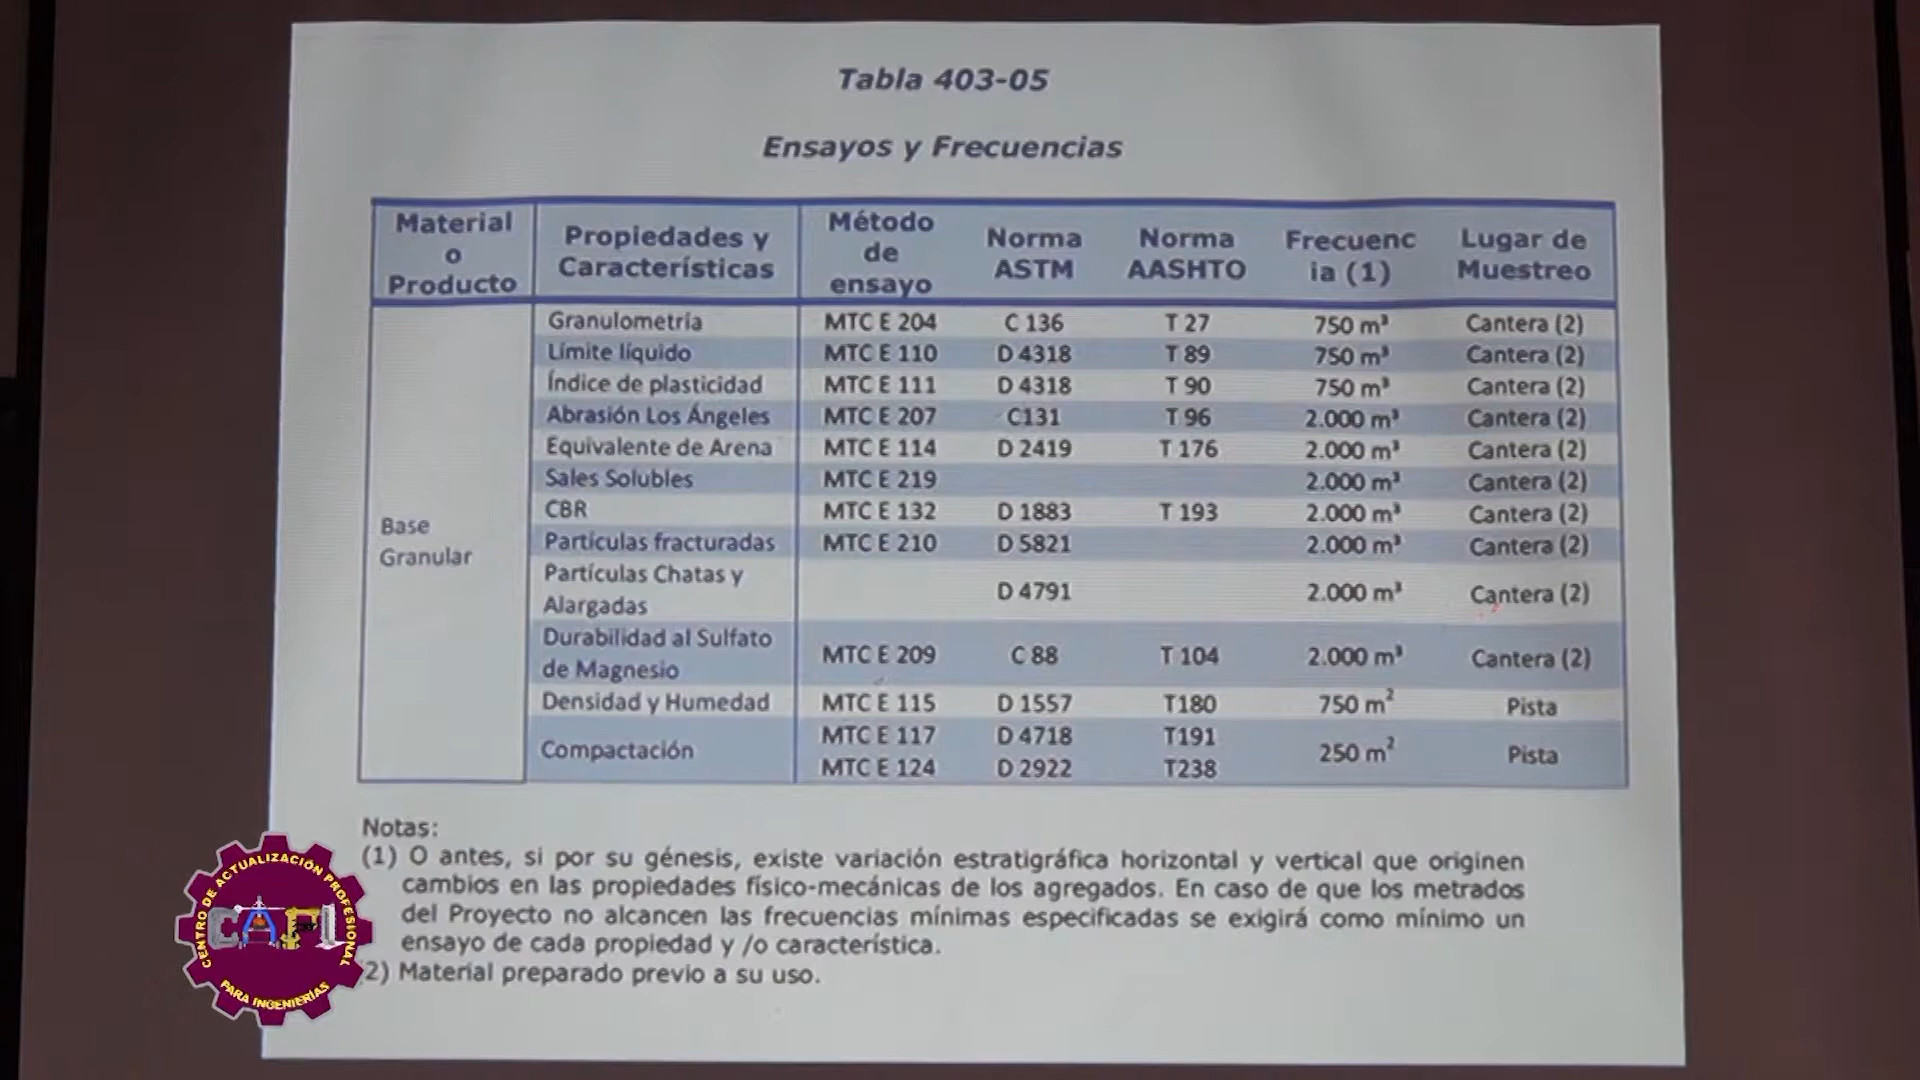 Tabla 403-05
Ensayos y Frecuencias
Material o Producto | Propiedades y Características | Método de ensayo | Norma ASTM | Norma AASHTO | Frecuenc ia (1) | Lugar de Muestreo
Base Granular
Granulometría MTC E 204 C 136 T 27 750 m³ Cantera (2)
Límite líquido MTC E 110 D 4318 T 89 750 m³ Cantera (2)
Índice de plasticidad MTC E 111 D 4318 T 90 750 m³ Cantera (2)
Abrasión Los Ángeles MTC E 207 C131 T 96 2.000 m³ Cantera (2)
Equivalente de Arena MTC E 114 D 2419 T 176 2.000 m³ Cantera (2)
Sales Solubles MTC E 219 2.000 m³ Cantera (2)
CBR MTC E 132 D 1883 T 193 2.000 m³ Cantera (2)
Partículas fracturadas MTC E 210 D 5821 2.000 m³ Cantera (2)
Partículas Chatas y Alargadas D 4791 2.000 m³ Cantera (2)
Durabilidad al Sulfato de Magnesio MTC E 209 C 88 T 104 2.000 m³ Cantera (2)
Densidad y Humedad MTC E 115 D 1557 T180 750 m² Pista
Compactación MTC E 117 D 4718 T191 250 m² Pista
MTC E 124 D 2922 T238
Notas:
(1) O antes, si por su génesis, existe variación estratigráfica horizontal y vertical que originen
cambios en las propiedades físico-mecánicas de los agregados. En caso de que los metrados
del Proyecto no alcancen las frecuencias mínimas especificadas se exigirá como mínimo un
ensayo de cada propiedad y /o característica.
2) Material preparado previo a su uso.
CENTRO DE ACTUALIZACIÓN PROFESIONAL
CAPI
PARA INGENIERÍAS